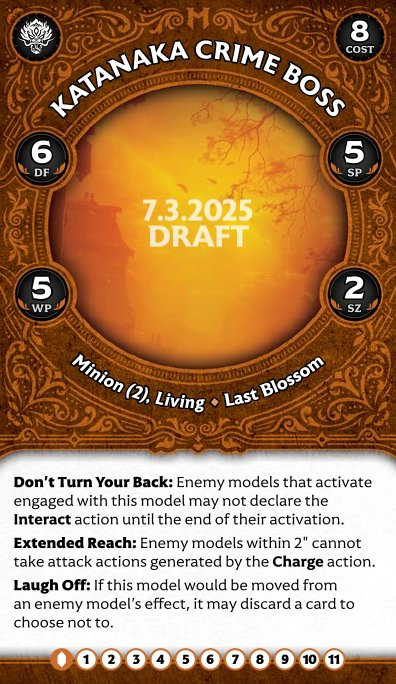 8
COST
KATANAKA CRIME BOSS
6
DF
5
SP
7.3.2025
DRAFT
5
WP
2
SZ
Minion (2), Living ◆ Last Blossom
Don't Turn Your Back: Enemy models that activate
engaged with this model may not declare the
Interact action until the end of their activation.
Extended Reach: Enemy models within 2" cannot
take attack actions generated by the Charge action.
Laugh Off: If this model would be moved from
an enemy model's effect, it may discard a card to
choose not to.
1 2 3 4 5 6 7 8 9 10 11